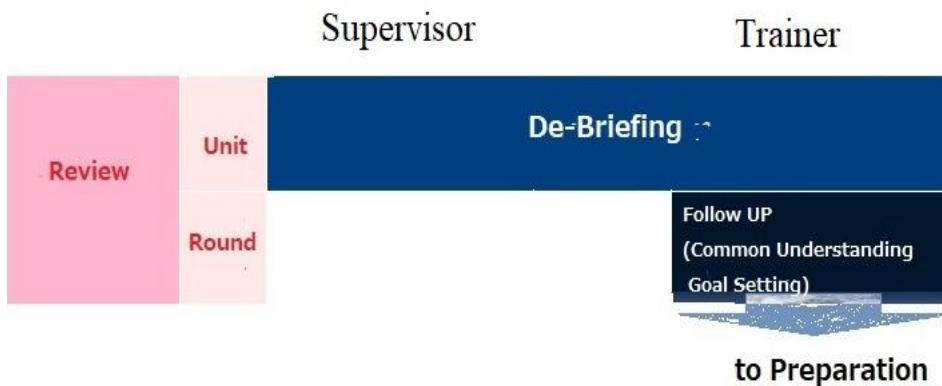 Supervisor
Trainer
Review
Unit
De-Briefing
Round
Follow UP
(Common Understanding
Goal Setting)
to Preparation